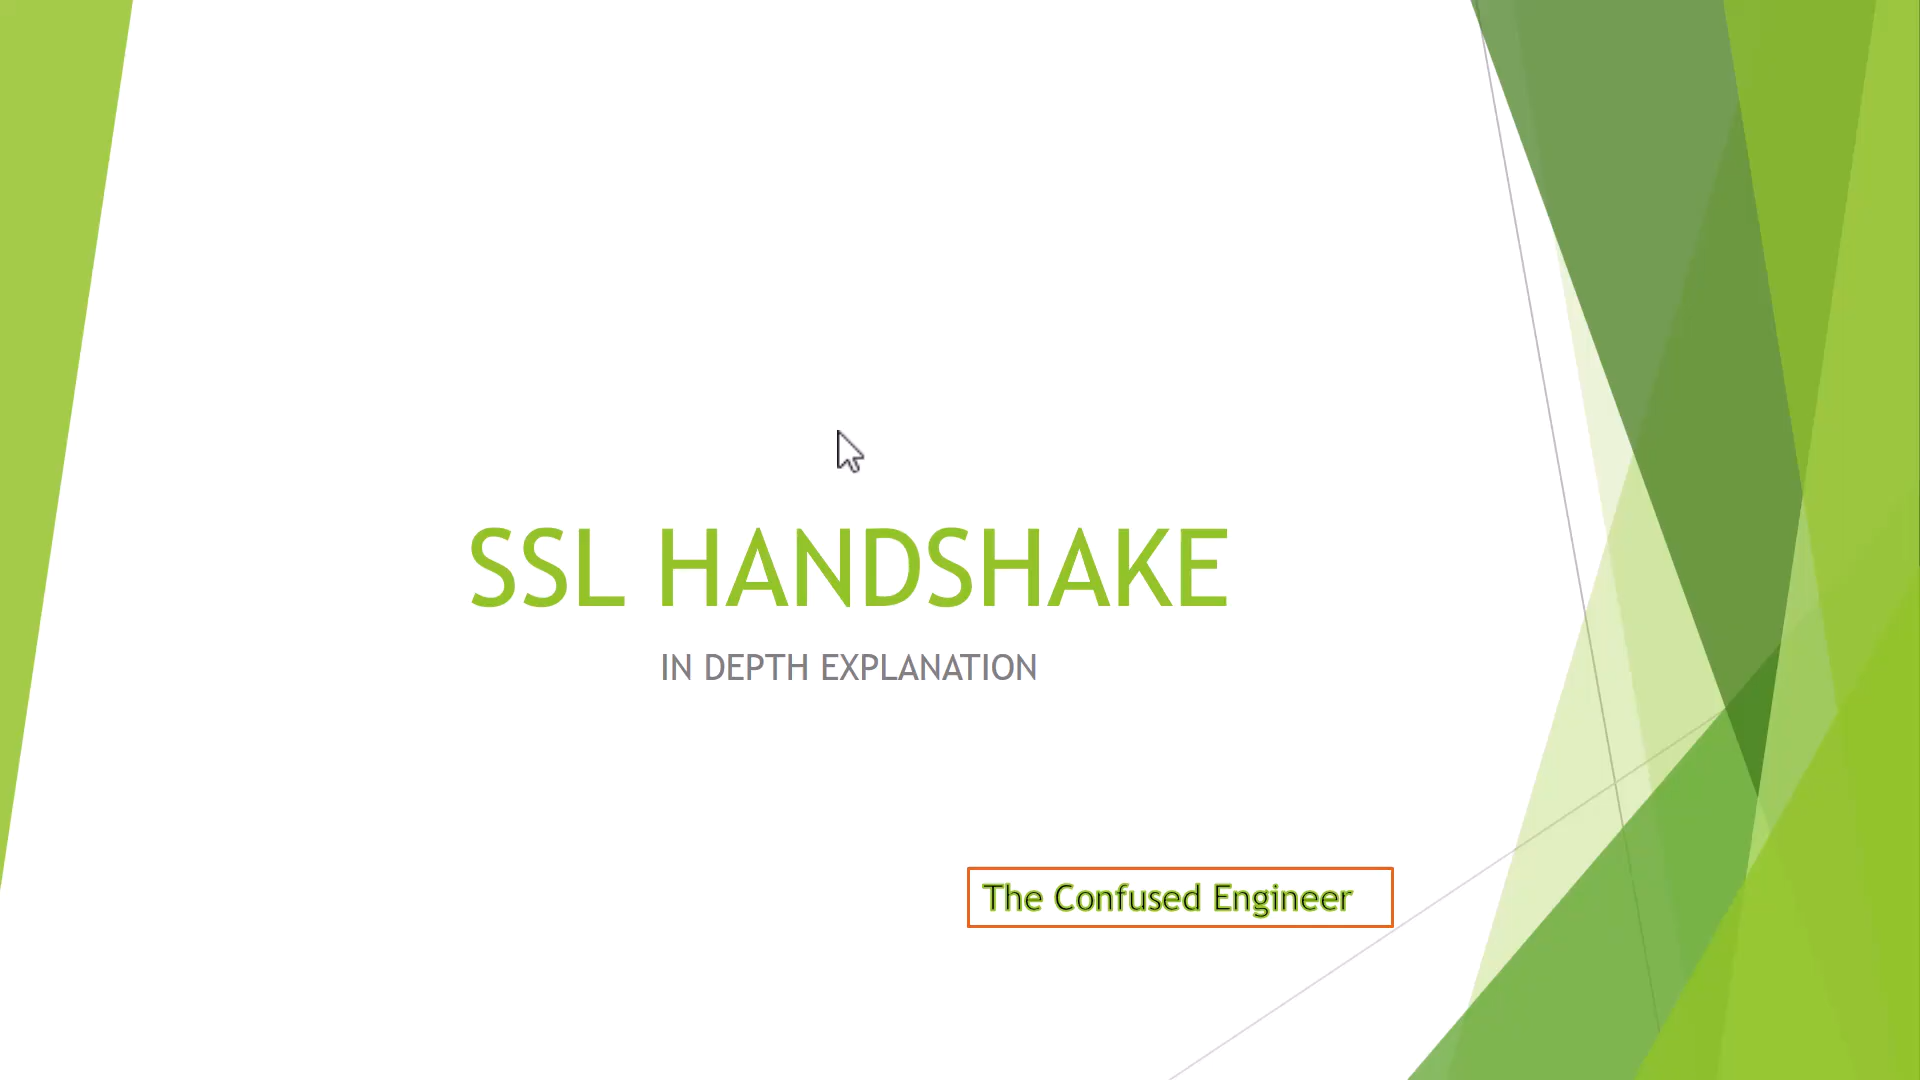 SSL HANDSHAKE
IN DEPTH EXPLANATION
The Confused Engineer